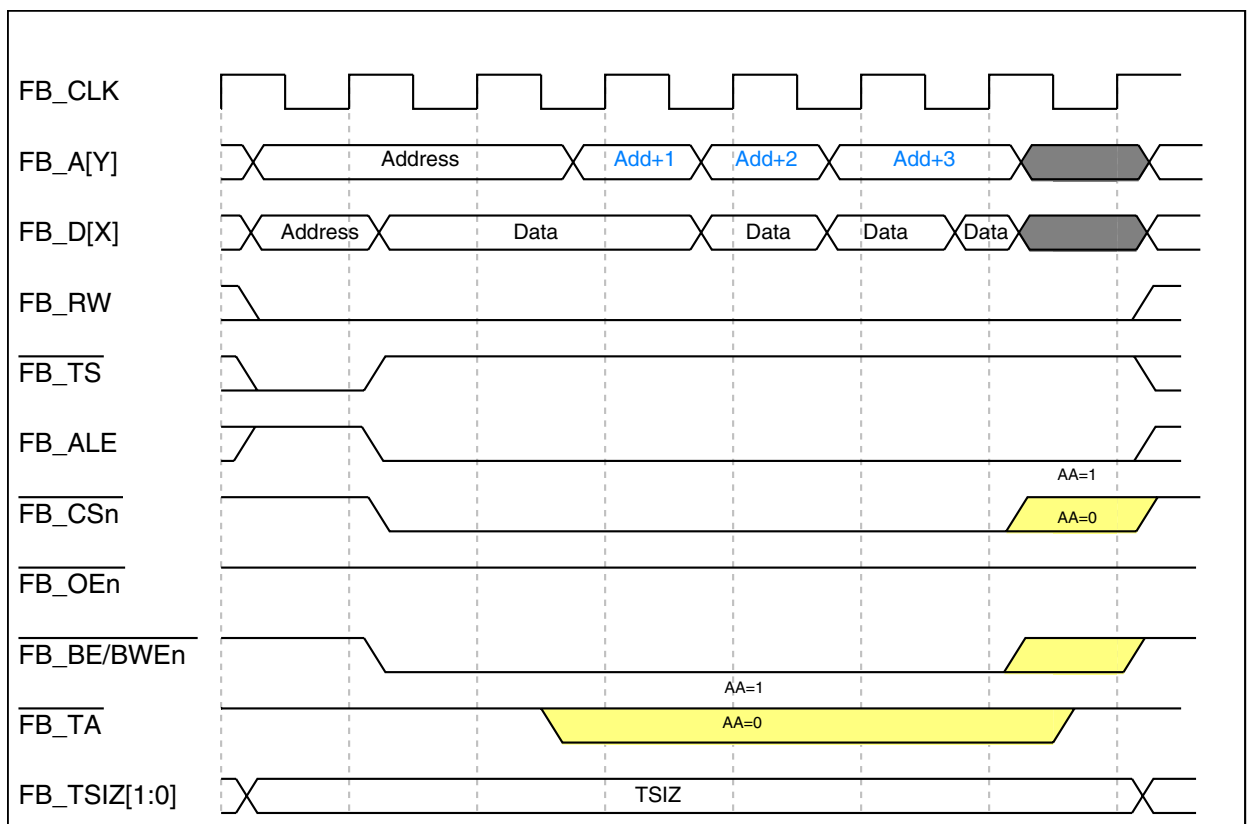 FB_CLK
FB_A[Y] Address Add+1 Add+2 Add+3
FB_D[X] Address Data Data Data Data
FB_RW
FB_TS
FB_ALE
AA=1
FB_CSn AA=0
FB_OEn
FB_BE/BWEn
AA=1
FB_TA AA=0
FB_TSIZ[1:0] TSIZ